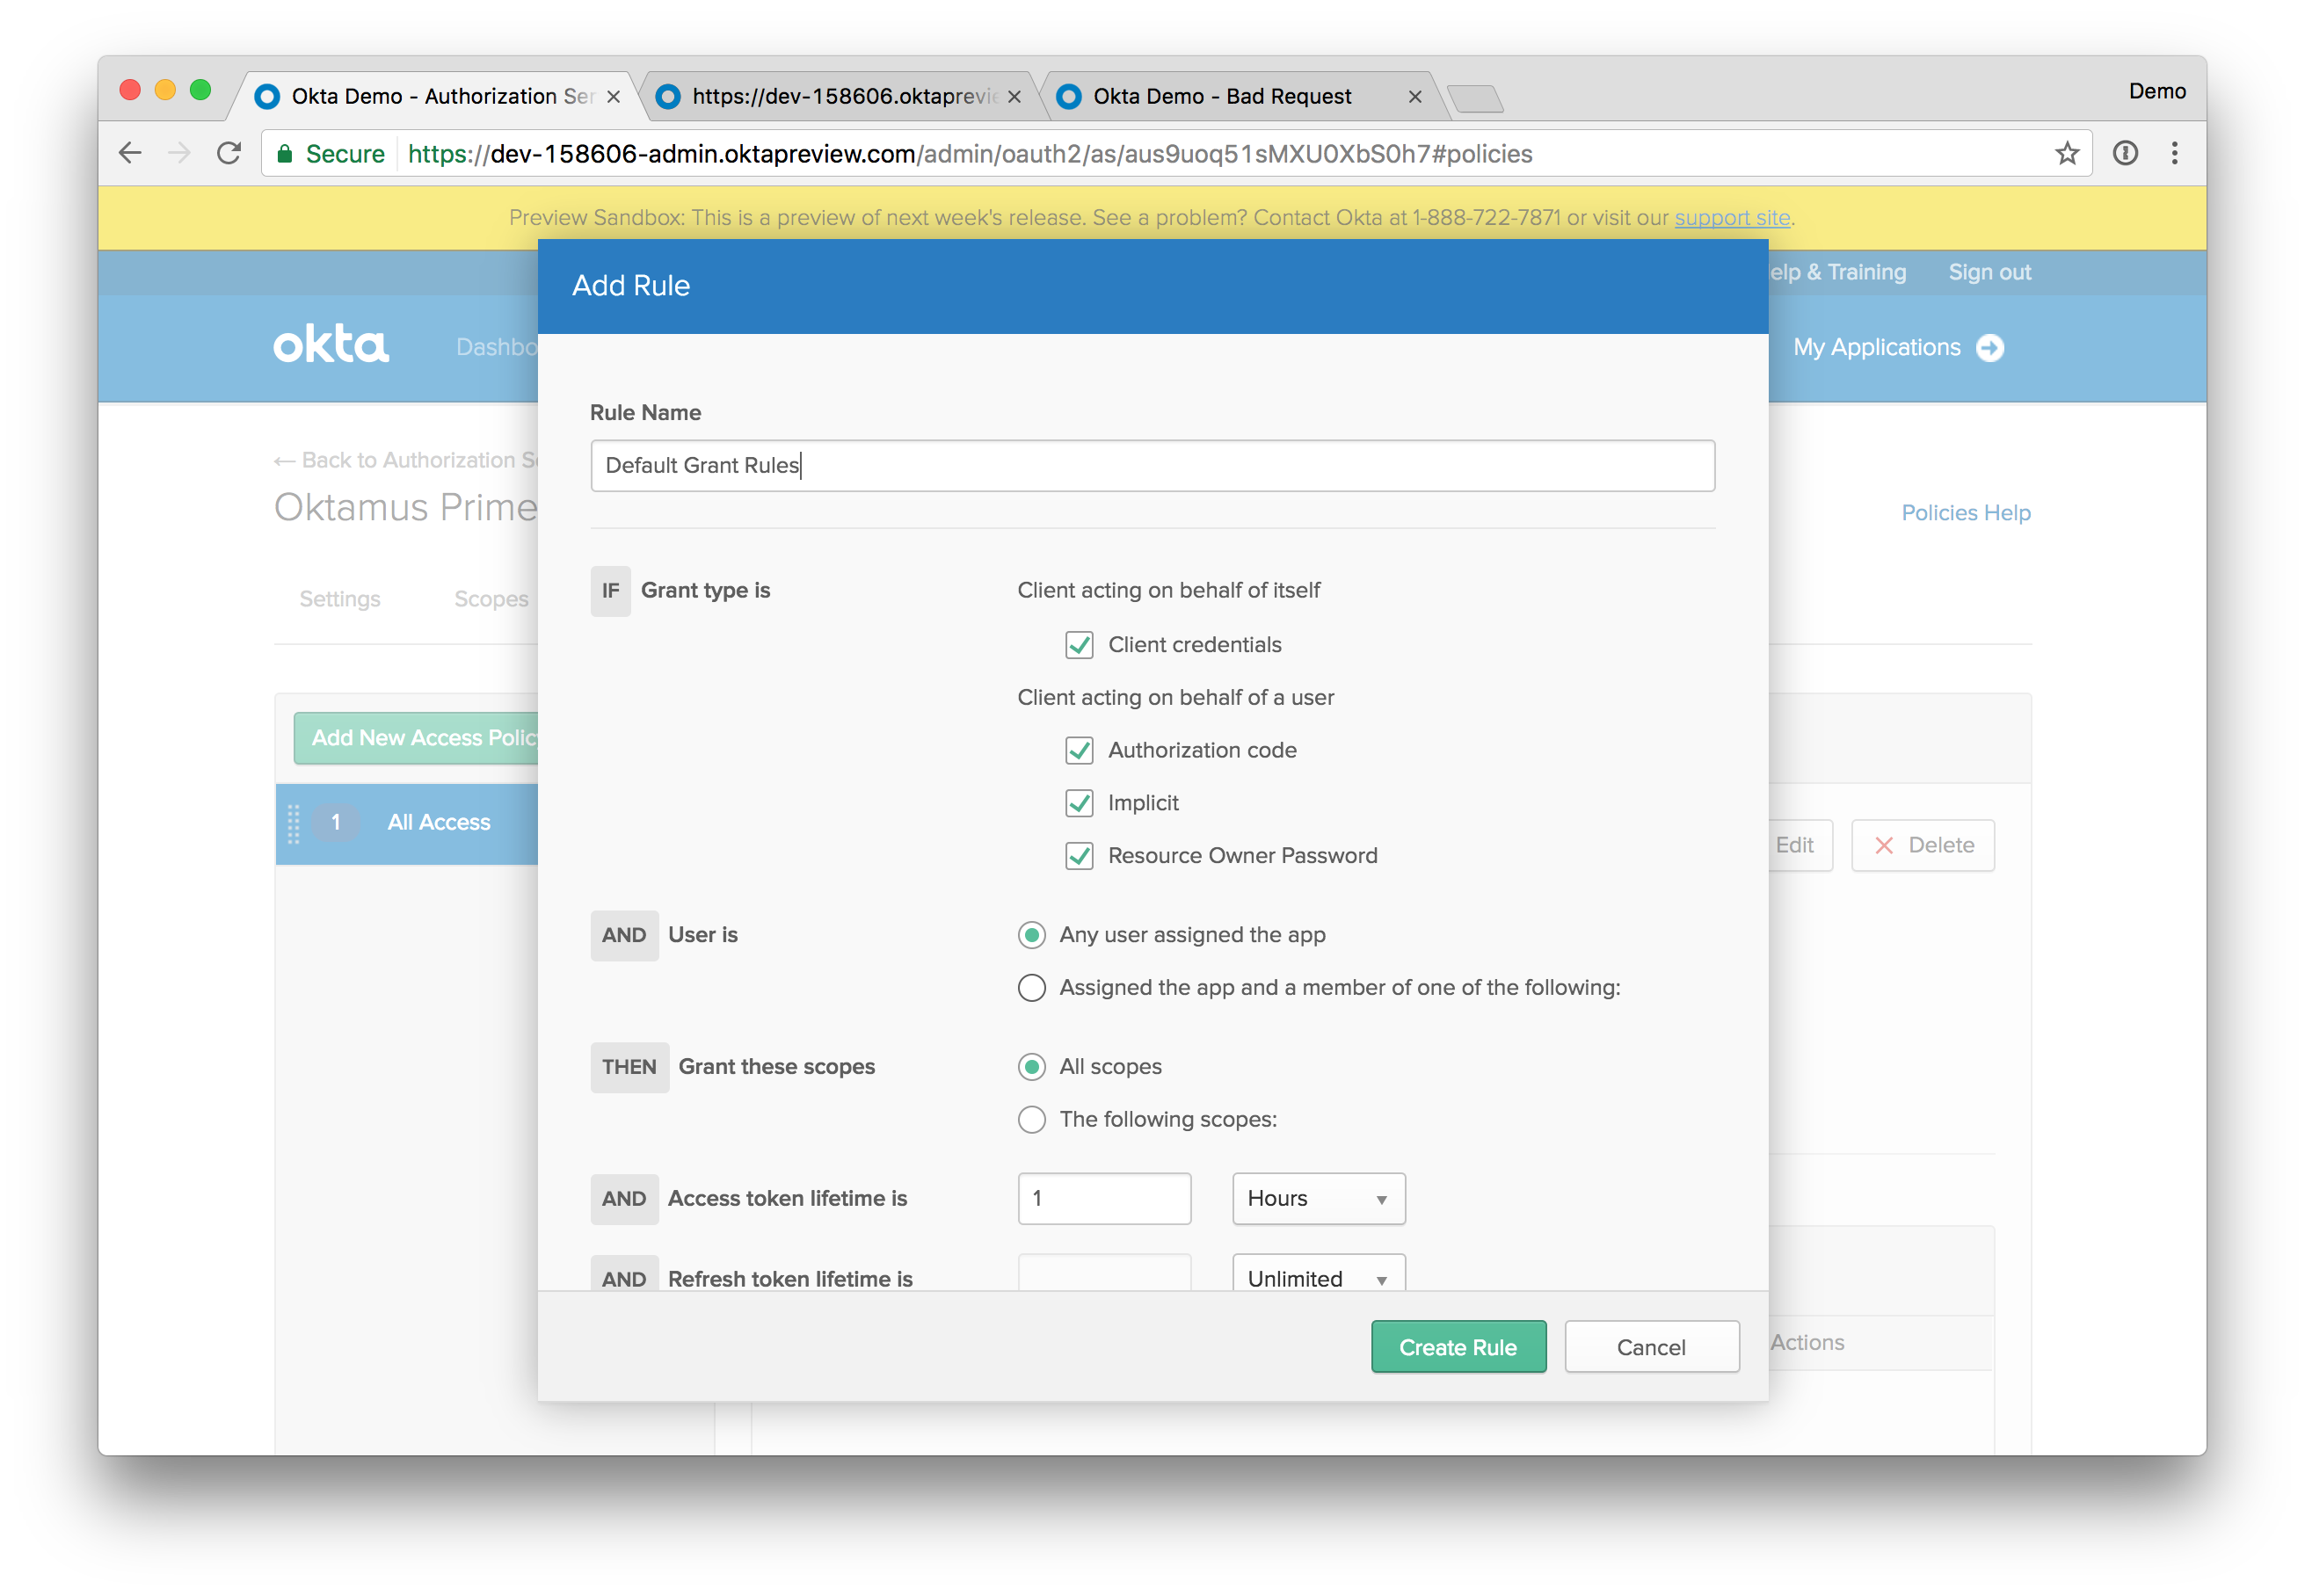 Okta Demo - Authorization Ser
https://dev-158606.oktaprevie
Okta Demo - Bad Request
Demo
Secure
https://dev-158606-admin.oktapreview.com/admin/oauth2/as/aus9uoq51sMXU0XbS0h7#policies
Preview Sandbox: This is a preview of next week's release. See a problem? Contact Okta at 1-888-722-7871 or visit our support site.
elp & Training
Sign out
okta
Dashbo
My Applications
← Back to Authorization S
Oktamus Prime
Policies Help
Settings
Scopes
Add New Access Policy
1
All Access
Edit
Delete
Actions
Add Rule
Rule Name
Default Grant Rules
IF Grant type is
Client acting on behalf of itself
Client credentials
Client acting on behalf of a user
Authorization code
Implicit
Resource Owner Password
AND User is
Any user assigned the app
Assigned the app and a member of one of the following:
THEN Grant these scopes
All scopes
The following scopes:
AND Access token lifetime is
1
Hours
AND Refresh token lifetime is
Unlimited
Create Rule
Cancel